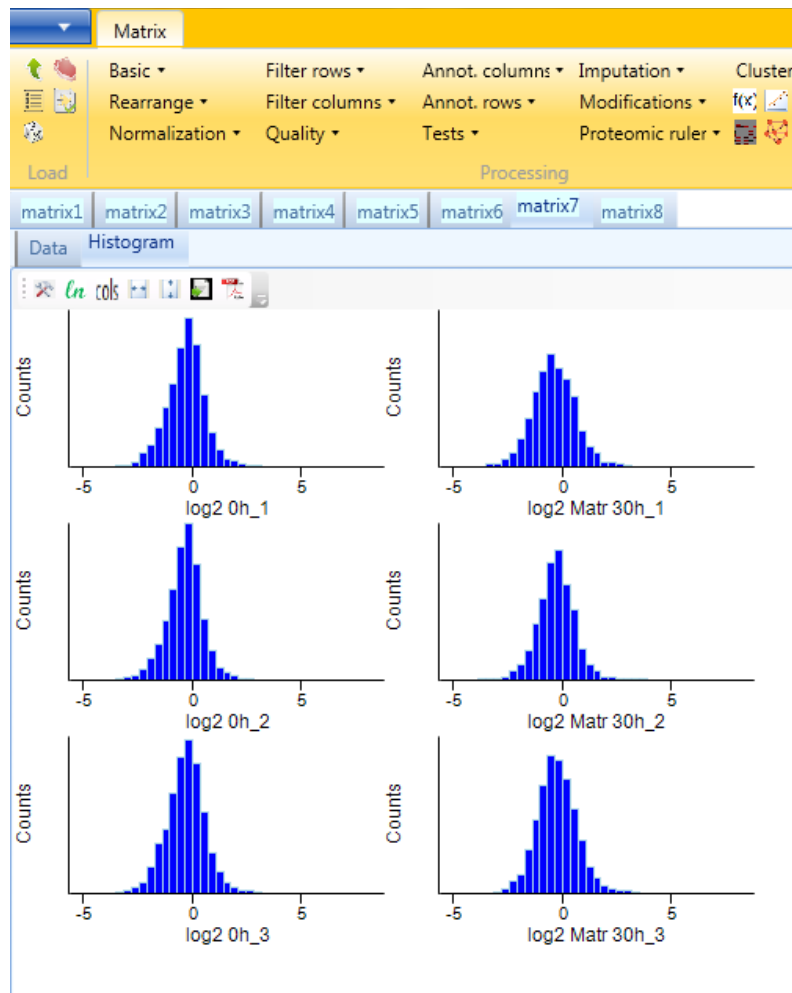 Matrix
Basic Filter rows Annot. columns Imputation Cluster
Rearrange Filter columns Annot. rows Modifications f(x)
Normalization Quality Tests Proteomic ruler
Load Processing
matrix1 matrix2 matrix3 matrix4 matrix5 matrix6 matrix7 matrix8
Data Histogram
ln cols
Counts Counts
-5 0 5 -5 0 5
log2 0h_1 log2 Matr 30h_1
Counts Counts
-5 0 5 -5 0 5
log2 0h_2 log2 Matr 30h_2
Counts Counts
-5 0 5 -5 0 5
log2 0h_3 log2 Matr 30h_3